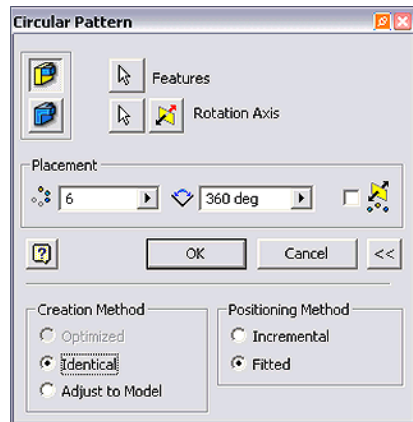 Circular Pattern
Features
Rotation Axis
Placement
6 360 deg
? OK Cancel <<
Creation Method Positioning Method
Optimized Incremental
Identical Fitted
Adjust to Model